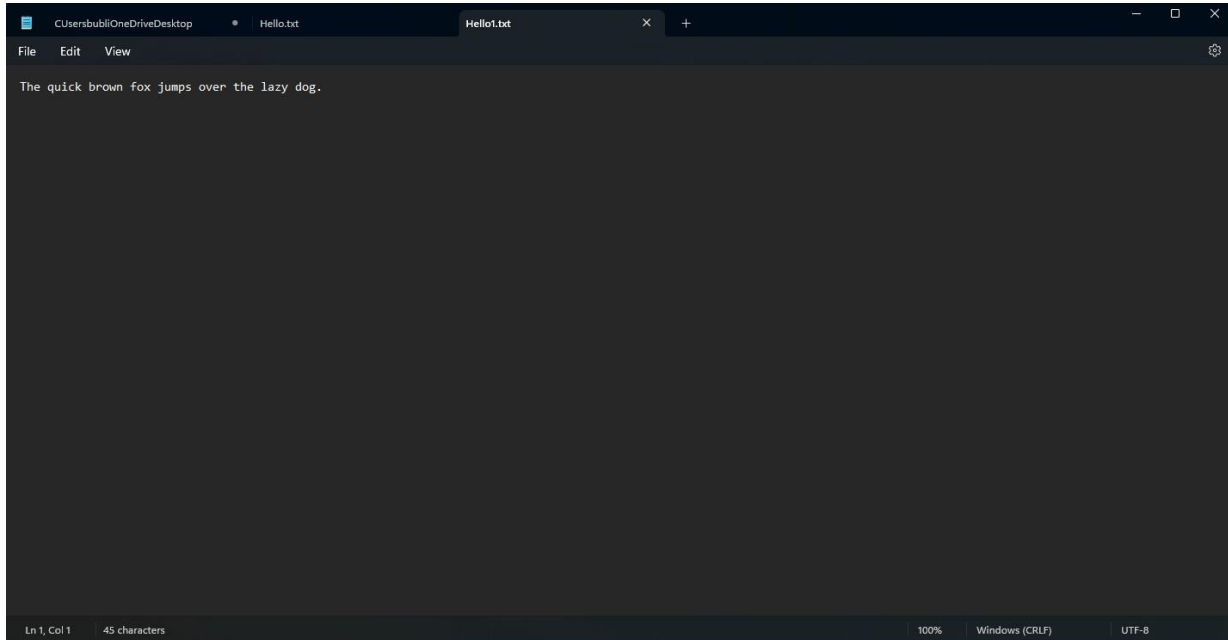 CUsersbubliOneDriveDesktop Hello.txt Hello1.txt
File Edit View
The quick brown fox jumps over the lazy dog.
Ln 1, Col 1 45 characters 100% Windows (CRLF) UTF-8